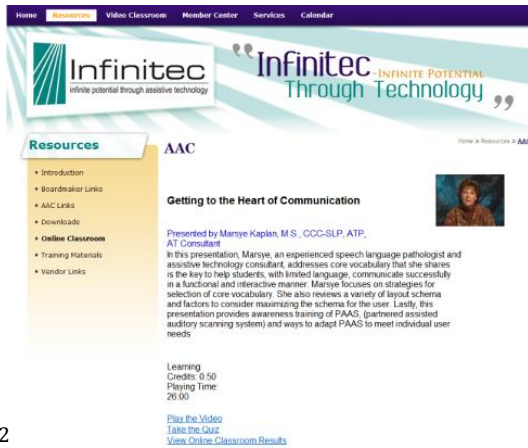 Home Resources Video Classroom Member Center Services Calendar
Infinitec
infinite potential through assistive technology
"Infinitec - Infinite Potential
Through Technology"
Resources
• Introduction
• Boardmaker Links
• AAC Links
• Downloads
• Online Classroom
• Training Materials
• Vendor Links
Home > Resources > AAC
AAC
Getting to the Heart of Communication
Presented by Marsye Kaplan, M.S., CCC-SLP, ATP,
AT Consultant
In this presentation, Marsye, an experienced speech language pathologist and
assistive technology consultant, addresses core vocabulary that she shares
is the key to help students, with limited language, communicate successfully
in a functional and interactive manner. Marsye focuses on strategies for
selection of core vocabulary. She also reviews a variety of layout schema
and factors to consider maximizing the schema for the user. Lastly, this
presentation provides awareness training of PAAS, (partnered assisted
auditory scanning system) and ways to adapt PAAS to meet individual user
needs
Learning
Credits: 0.50
Playing Time:
26:00
Play the Video
Take the Quiz
View Online Classroom Results
2